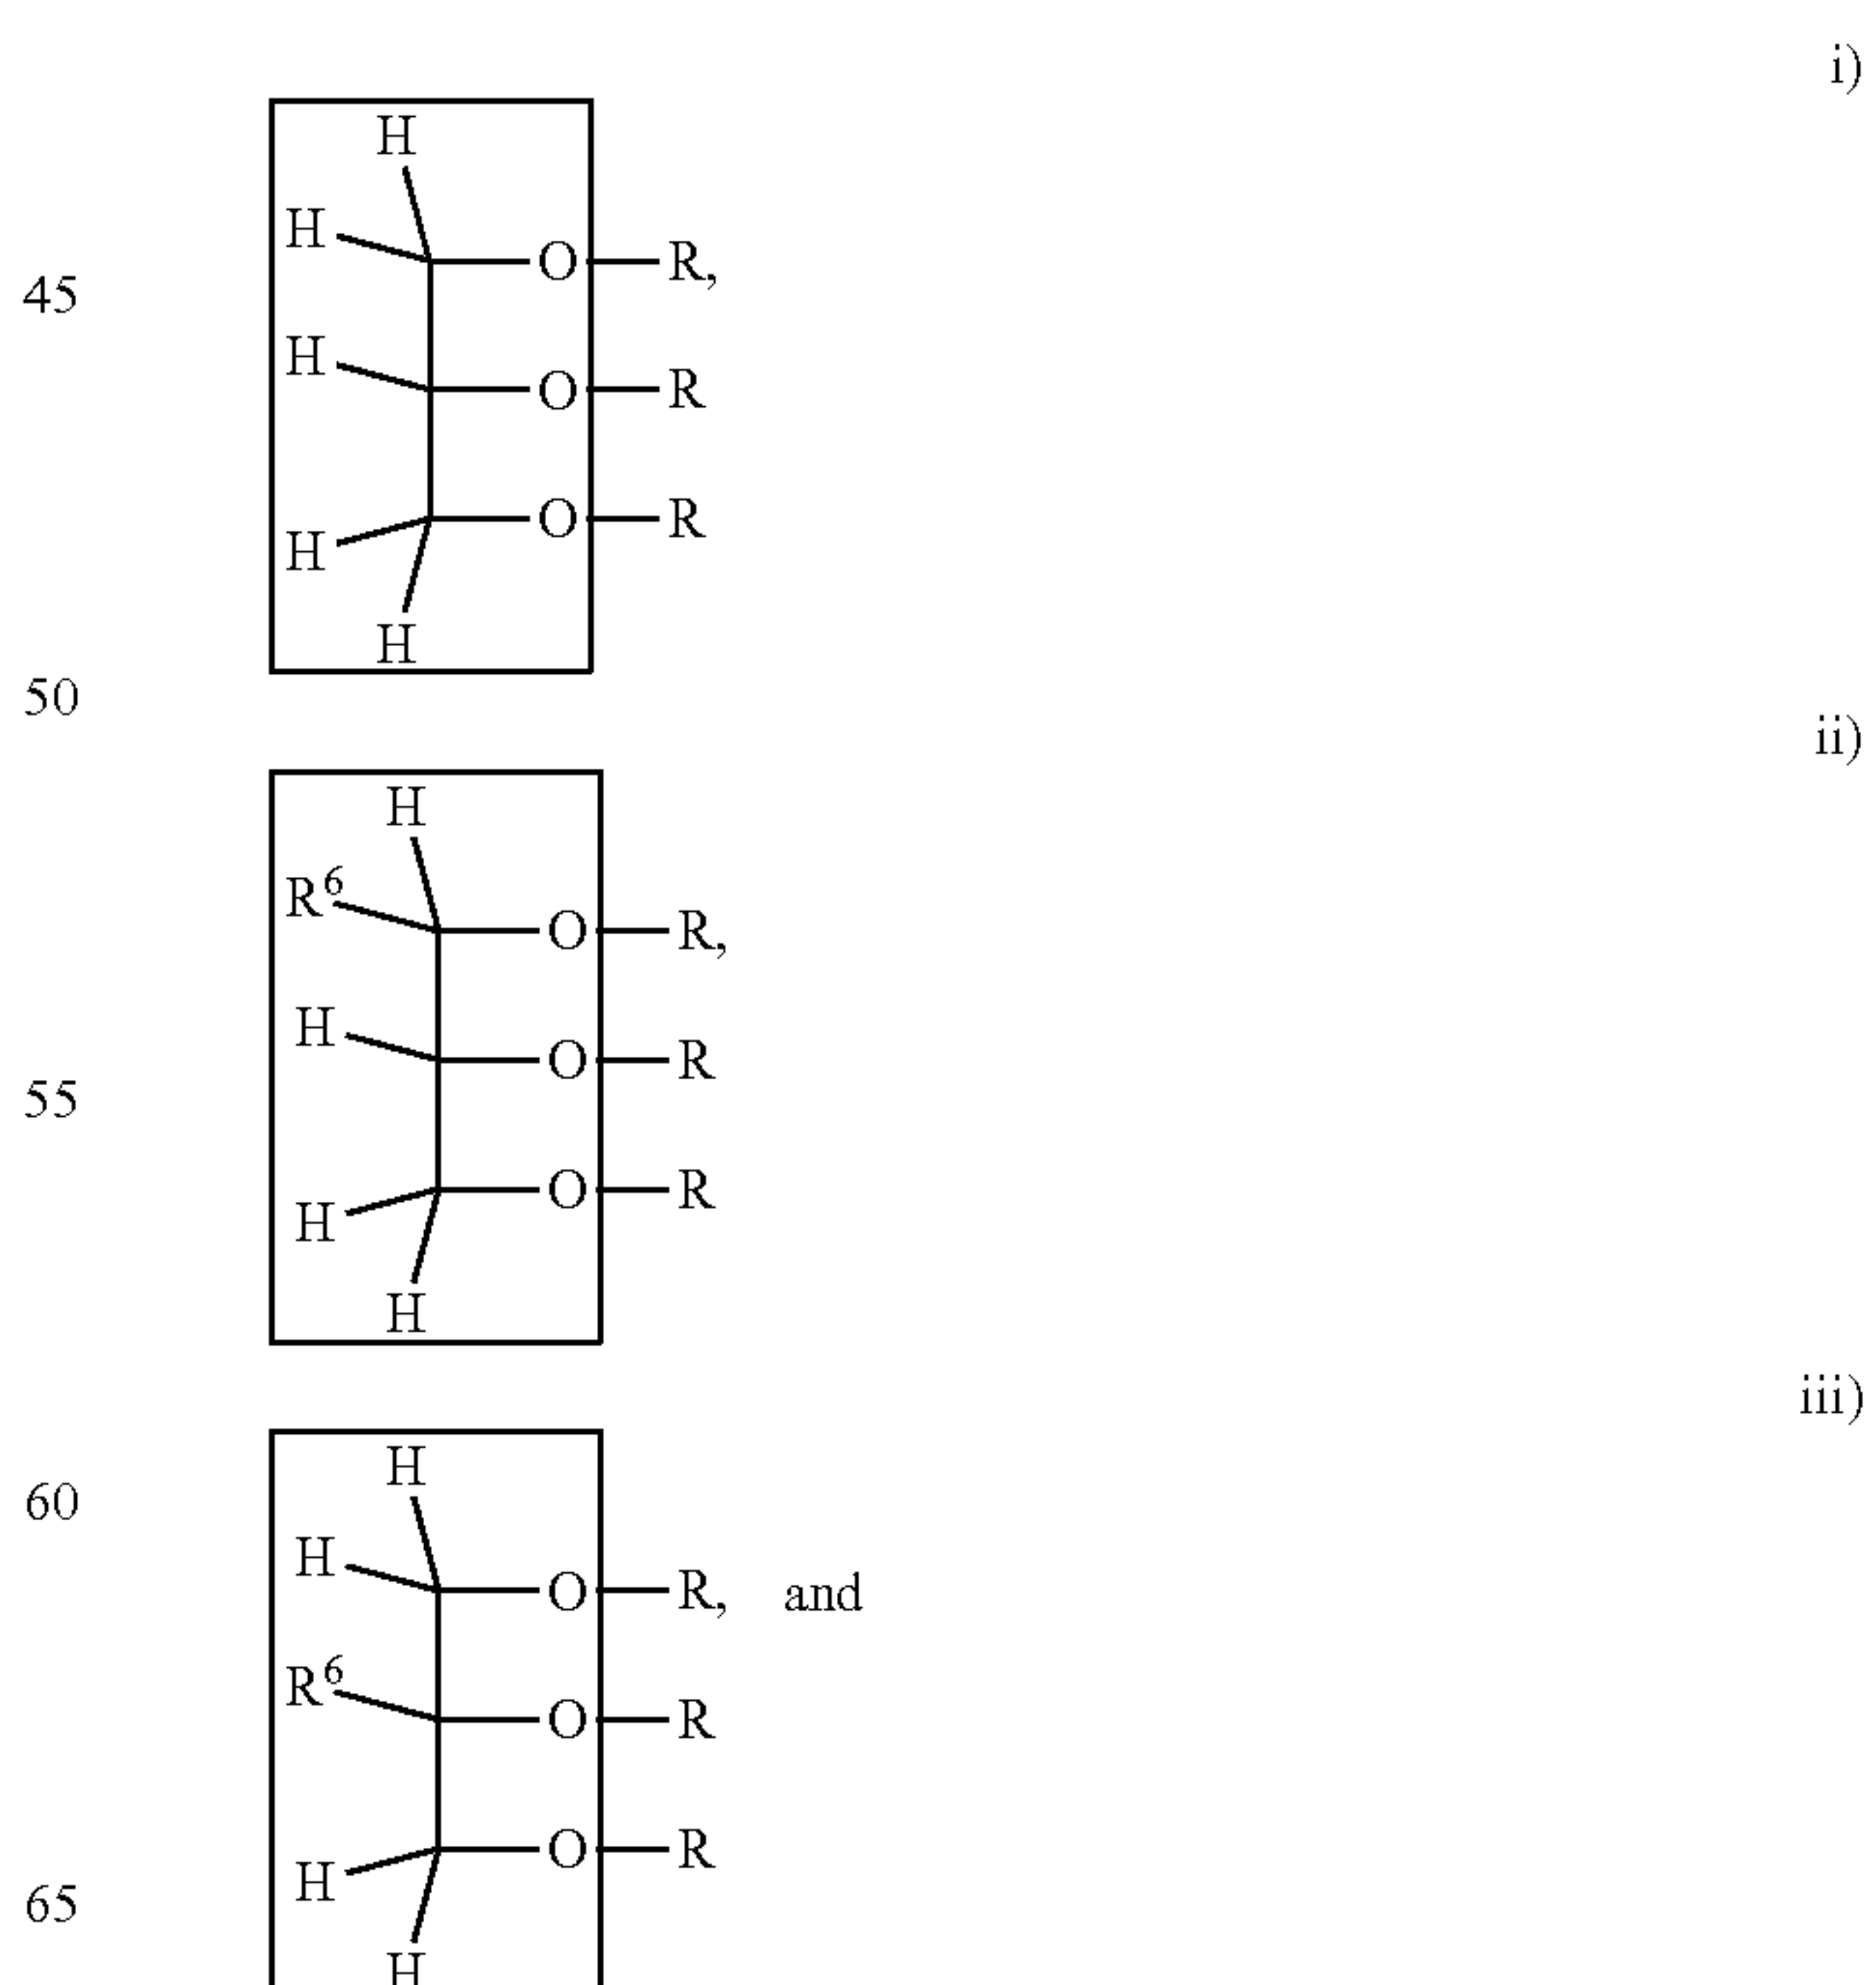 i)
H
H
O R,
45
H
O R
O R
H
H
50
ii)
H
R⁶
O R,
H
O R
55
O R
H
H
iii)
H
60
H
O R, and
R⁶
O R
O R
H
65
H